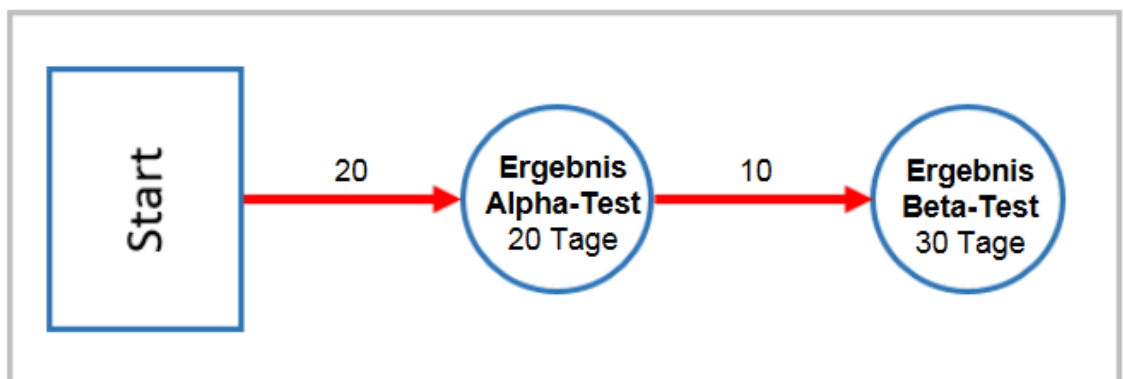 Start
20
Ergebnis
Alpha-Test
20 Tage
10
Ergebnis
Beta-Test
30 Tage